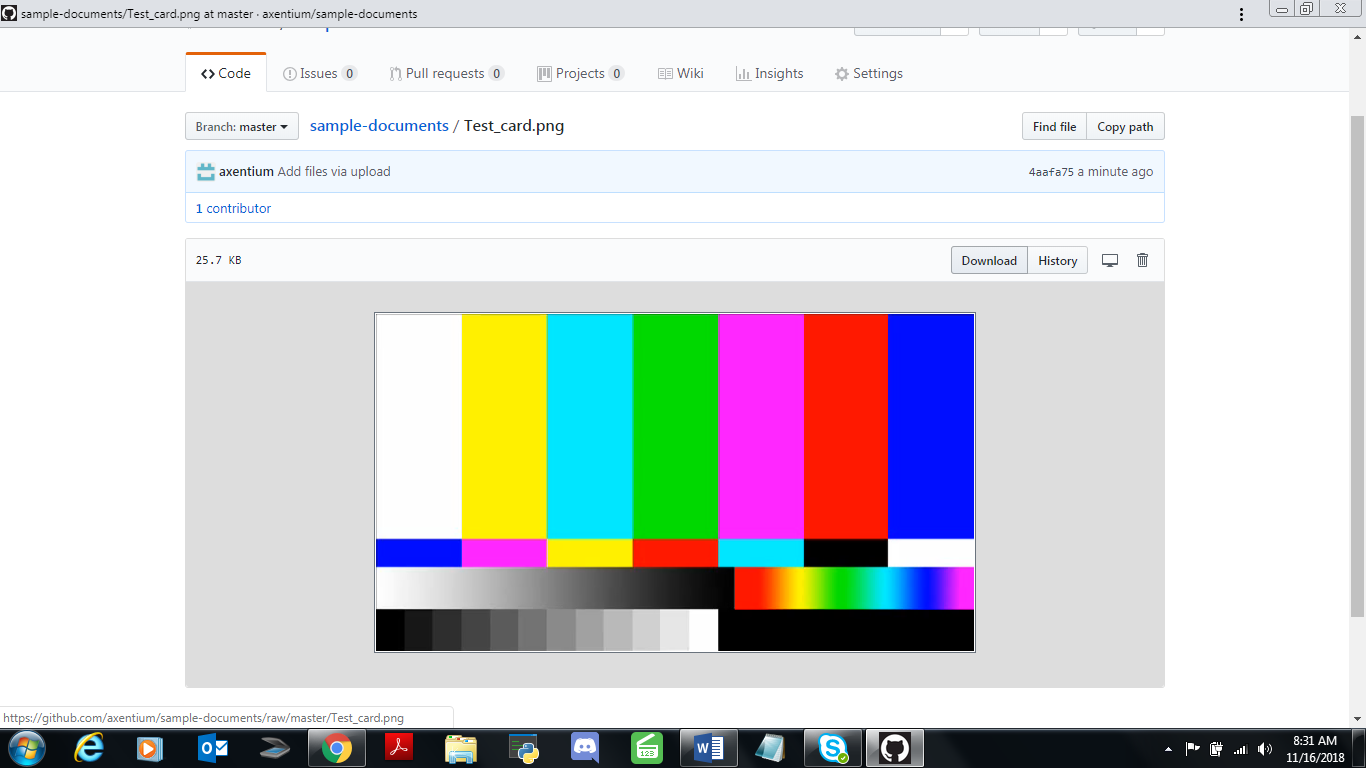 sample-documents/Test_card.png at master · axentium/sample-documents
Code Issues 0 Pull requests 0 Projects 0 Wiki Insights Settings
Branch: master sample-documents / Test_card.png Find file Copy path
axentium Add files via upload 4aafa75 a minute ago
1 contributor
25.7 KB Download History
https://github.com/axentium/sample-documents/raw/master/Test_card.png
123
8:31 AM
11/16/2018